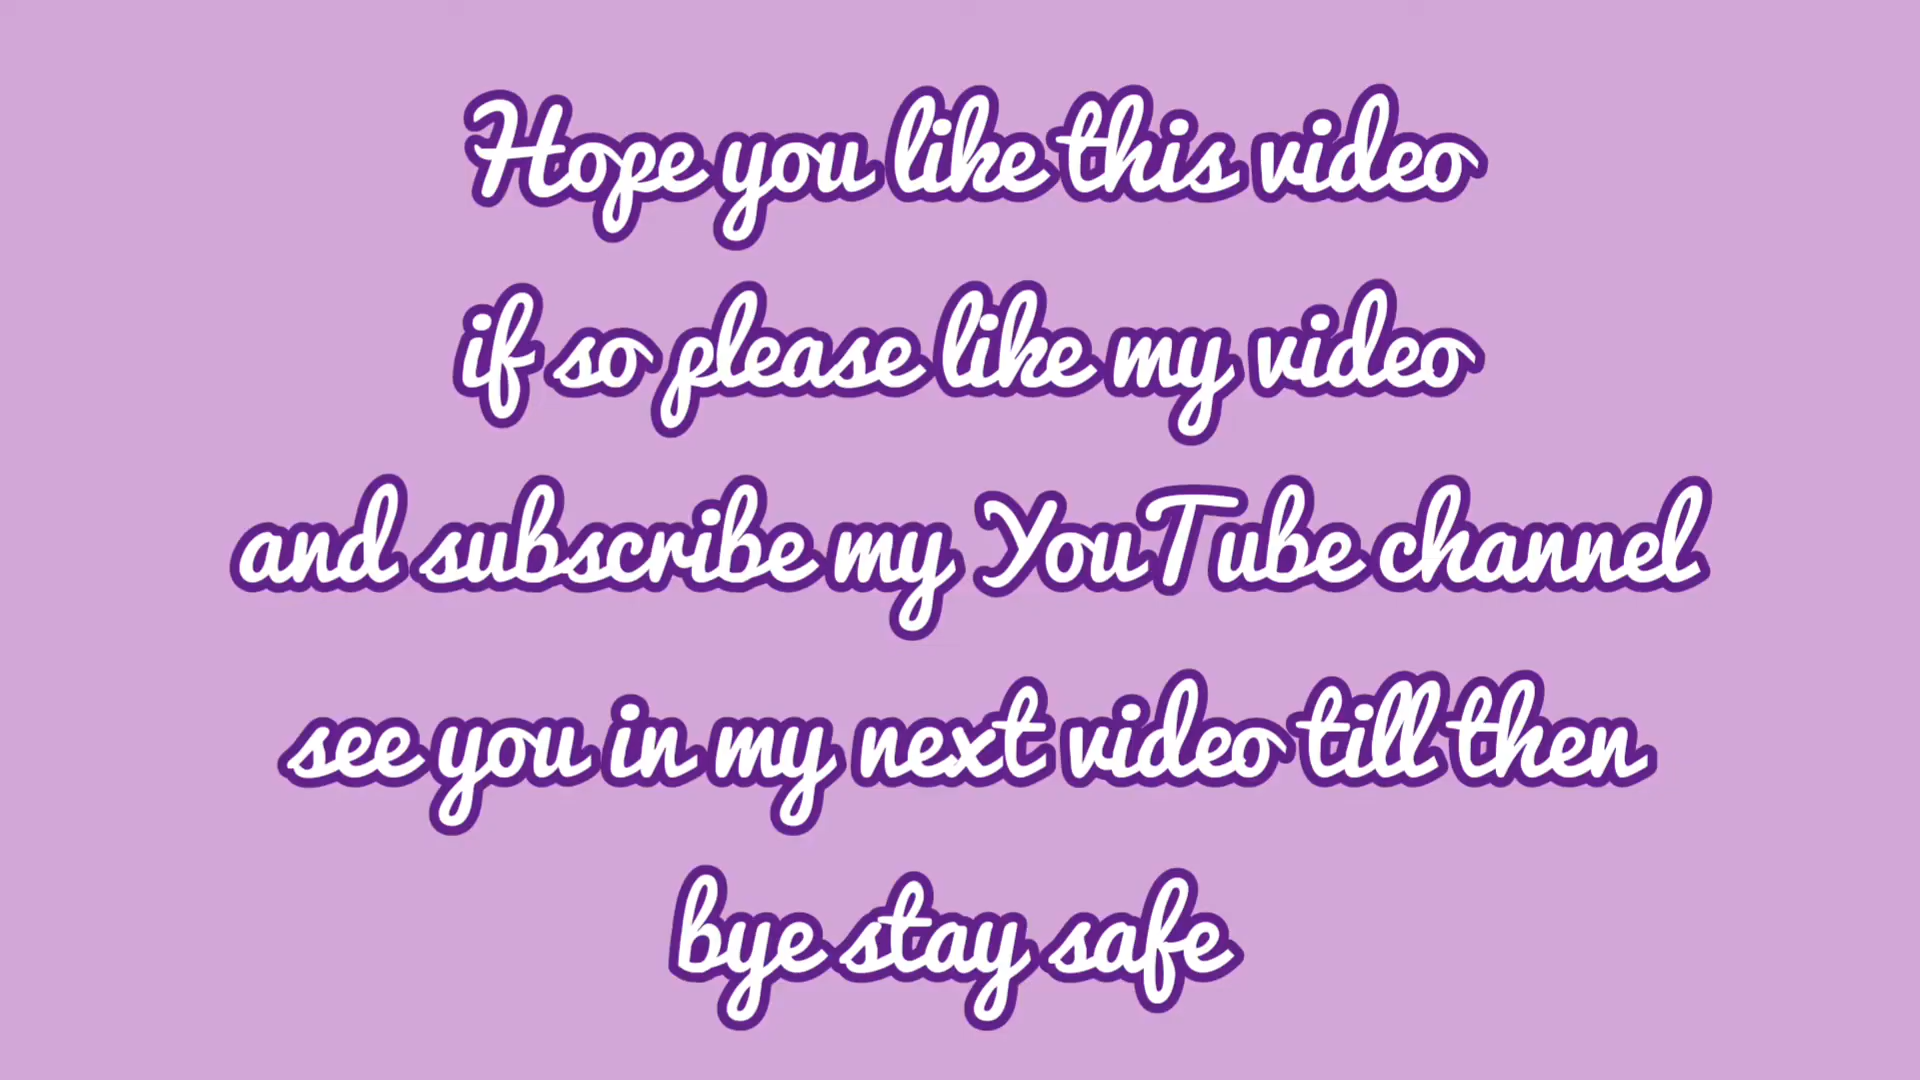 Hope you like this video
if so please like my video
and subscribe my YouTube channel
see you in my next video till then
bye stay safe